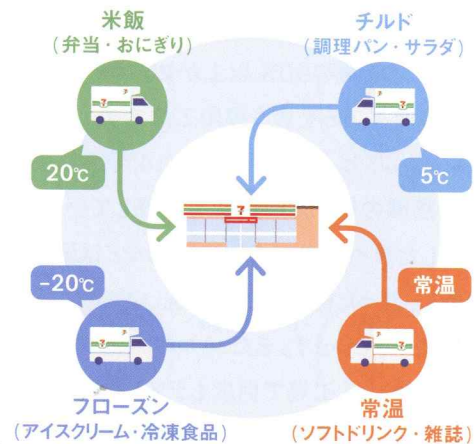 米飯
(弁当・おにぎり)
20℃
チルド
(調理パン・サラダ)
5℃
7
-20℃
フローズン
(アイスクリーム・冷凍食品)
常温
常温
(ソフトドリンク・雑誌)